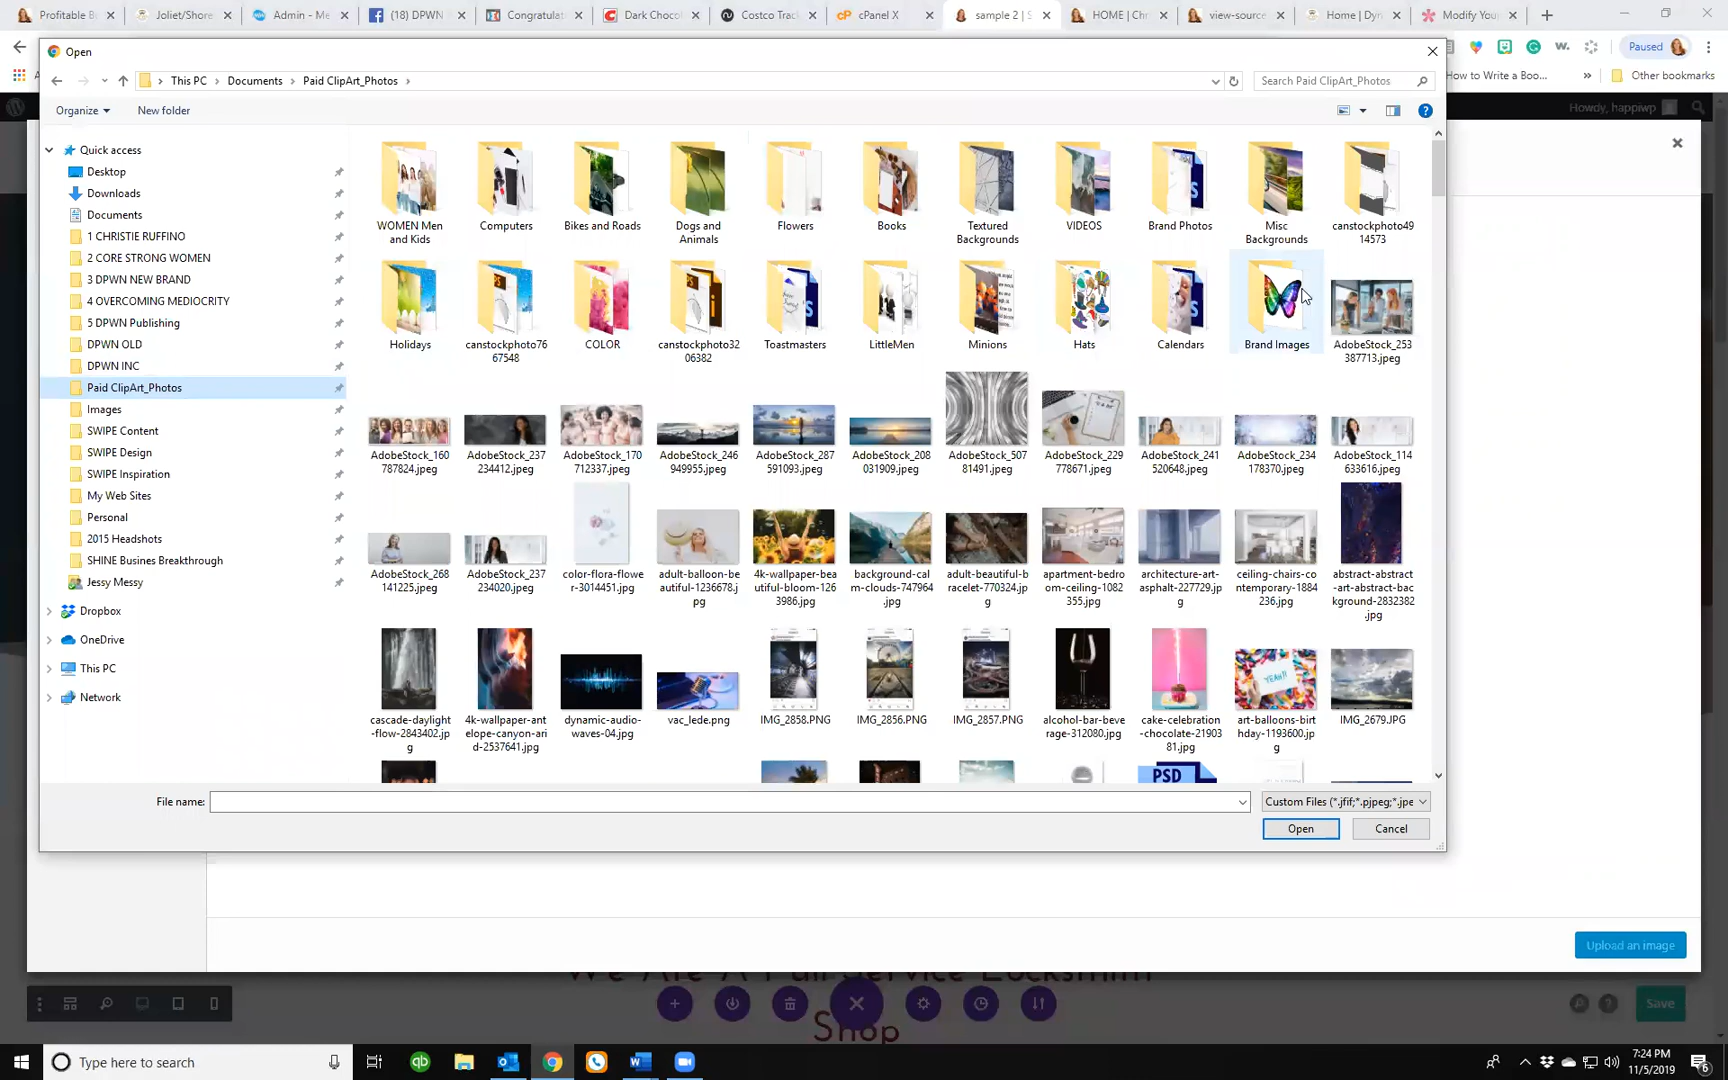 Profitable B
Joliet/Shore
Admin - Me
(18) DPWN
Congratulat
Dark Choco
Costco Track
cPanel X
sample 2 | S
HOME | Chr
view-source
Home | Dyn
Modify You
Open
Paused
This PC > Documents > Paid ClipArt_Photos >
Search Paid ClipArt_Photos
How to Write a Boo...
»
Other bookmarks
Organize
New folder
Howdy, happiwp
Quick access
Desktop
Downloads
Documents
1 CHRISTIE RUFFINO
2 CORE STRONG WOMEN
3 DPWN NEW BRAND
4 OVERCOMING MEDIOCRITY
5 DPWN Publishing
DPWN OLD
DPWN INC
Paid ClipArt_Photos
Images
SWIPE Content
SWIPE Design
SWIPE Inspiration
My Web Sites
Personal
2015 Headshots
SHINE Busines Breakthrough
Jessy Messy
Dropbox
OneDrive
This PC
Network
WOMEN Men
and Kids
Computers
Bikes and Roads
Dogs and
Animals
Flowers
Books
Textured
Backgrounds
VIDEOS
Brand Photos
Misc
Backgrounds
canstockphoto491
4573
Holidays
canstockphoto76
67548
COLOR
canstockphoto32
06382
Toastmasters
LittleMen
Minions
Hats
Calendars
Brand Images
AdobeStock_253
387713.jpeg
AdobeStock_160
787824.jpeg
AdobeStock_237
234412.jpeg
AdobeStock_170
712337.jpeg
AdobeStock_246
949955.jpeg
AdobeStock_287
591093.jpeg
AdobeStock_208
031909.jpeg
AdobeStock_507
81491.jpeg
AdobeStock_229
778671.jpeg
AdobeStock_241
520648.jpeg
AdobeStock_234
178370.jpeg
AdobeStock_114
633616.jpeg
AdobeStock_268
141225.jpeg
AdobeStock_237
234020.jpeg
color-flora-flowe
r-3014451.jpg
adult-balloon-be
autiful-1236678.j
pg
4k-wallpaper-bea
utiful-bloom-126
3986.jpg
background-cal
m-clouds-747964
.jpg
adult-beautiful-b
racelet-770324.jp
g
apartment-bedro
om-ceiling-1082
355.jpg
architecture-art-
asphalt-227729.jp
g
ceiling-chairs-co
ntemporary-1884
236.jpg
abstract-abstract
-art-abstract-bac
kground-2832382
.jpg
cascade-daylight
-flow-2843402.jp
g
4k-wallpaper-ant
elope-canyon-ari
d-2537641.jpg
dynamic-audio-
waves-04.jpg
vac_lede.png
IMG_2858.PNG
IMG_2856.PNG
IMG_2857.PNG
alcohol-bar-beve
rage-312080.jpg
cake-celebration
-chocolate-21903
81.jpg
YEAH!!
art-balloons-birt
hday-1193600.jp
g
IMG_2679.JPG
PSD
File name:
Custom Files (*.jfif;*.pjpeg;*.jpe
Open
Cancel
Upload an image
We Are A Full Service Locksmith
Shop
Save
Type here to search
7:24 PM
11/5/2019
6